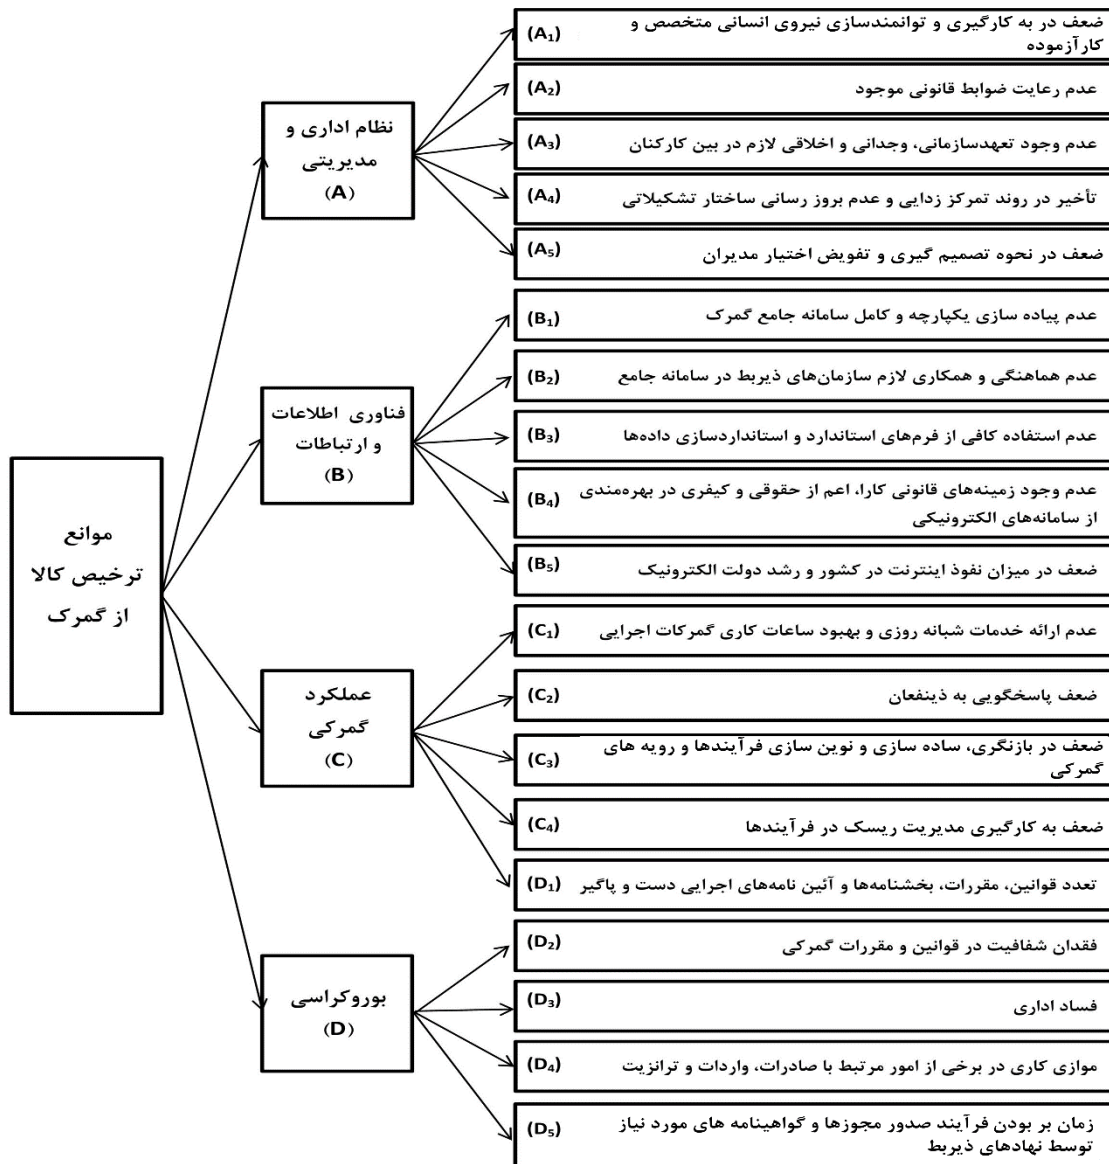 موانع
ترخیص کالا
از گمرک
نظام اداری و
مدیریتی
(A)
(A₁) ضعف در به کارگیری و توانمندسازی نیروی انسانی متخصص و
کارآزموده
(A₂) عدم رعایت ضوابط قانونی موجود
(A₃) عدم وجود تعهدسازمانی، وجدانی و اخلاقی لازم در بین کارکنان
(A₄) تأخیر در روند تمرکز زدایی و عدم بروز رسانی ساختار تشکیلاتی
(A₅) ضعف در نحوه تصمیم گیری و تفویض اختیار مدیران
فناوری اطلاعات
و ارتباطات
(B)
(B₁) عدم پیاده سازی یکپارچه و کامل سامانه جامع گمرک
(B₂) عدم هماهنگی و همکاری لازم سازمان‌های ذیربط در سامانه جامع
(B₃) عدم استفاده کافی از فرم‌های استاندارد و استانداردسازی داده‌ها
(B₄) عدم وجود زمینه‌های قانونی کارا، اعم از حقوقی و کیفری در بهره‌مندی
از سامانه‌های الکترونیکی
(B₅) ضعف در میزان نفوذ اینترنت در کشور و رشد دولت الکترونیک
عملکرد
گمرکی
(C)
(C₁) عدم ارائه خدمات شبانه روزی و بهبود ساعات کاری گمرکات اجرایی
(C₂) ضعف پاسخگویی به ذینفعان
(C₃) ضعف در بازنگری، ساده سازی و نوین سازی فرآیندها و رویه های
گمرکی
(C₄) ضعف به کارگیری مدیریت ریسک در فرآیندها
(D₁) تعدد قوانین، مقررات، بخشنامه‌ها و آئین نامه‌های اجرایی دست و پاگیر
بوروکراسی
(D)
(D₂) فقدان شفافیت در قوانین و مقررات گمرکی
(D₃) فساد اداری
(D₄) موازی کاری در برخی از امور مرتبط با صادرات، واردات و ترانزیت
(D₅) زمان بر بودن فرآیند صدور مجوزها و گواهینامه های مورد نیاز
توسط نهادهای ذیربط